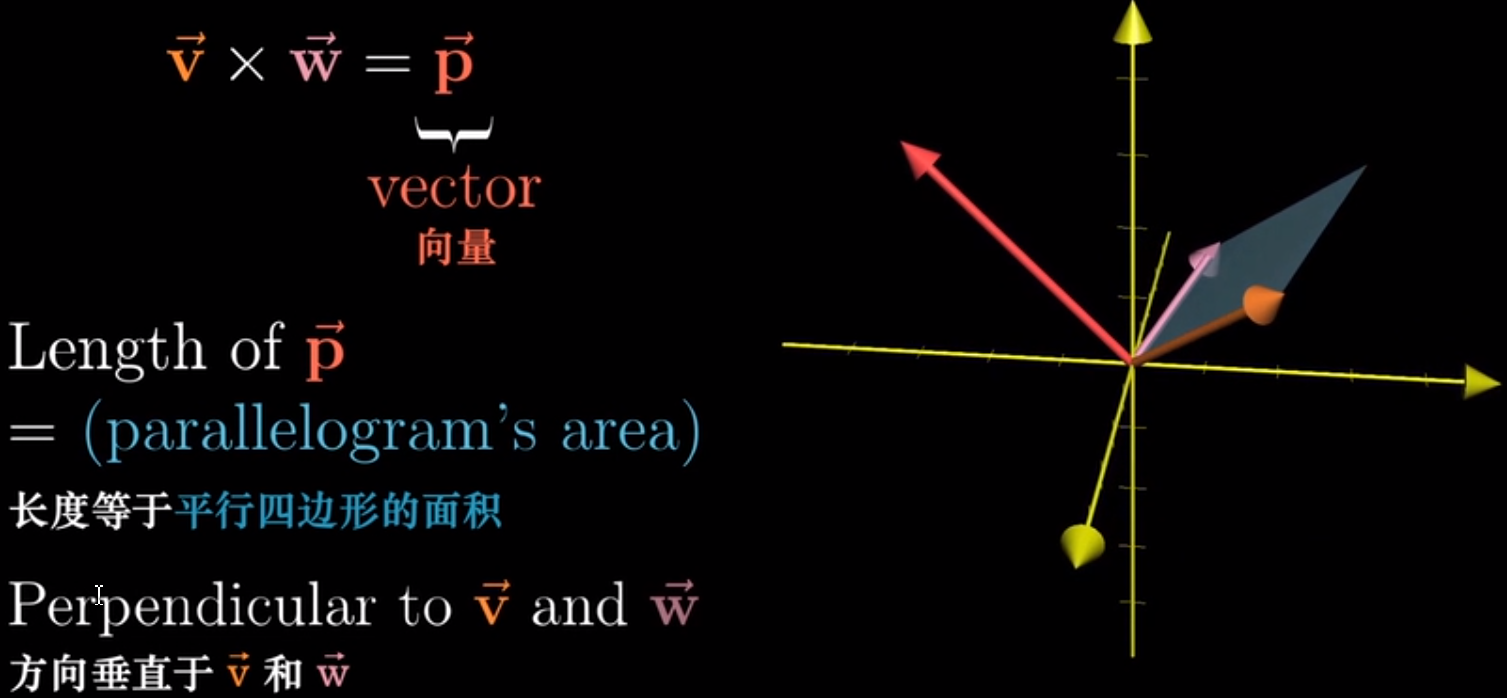 v⃗ × w⃗ = p⃗
vector
向量
Length of p⃗
= (parallelogram's area)
长度等于平行四边形的面积
Perpendicular to v⃗ and w⃗
方向垂直于 v⃗ 和 w⃗